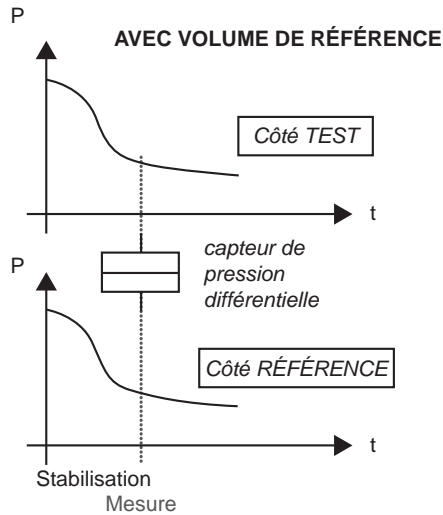 P
AVEC VOLUME DE RÉFÉRENCE
Côté TEST
t
P
capteur de
pression
différentielle
Côté RÉFÉRENCE
t
Stabilisation
Mesure